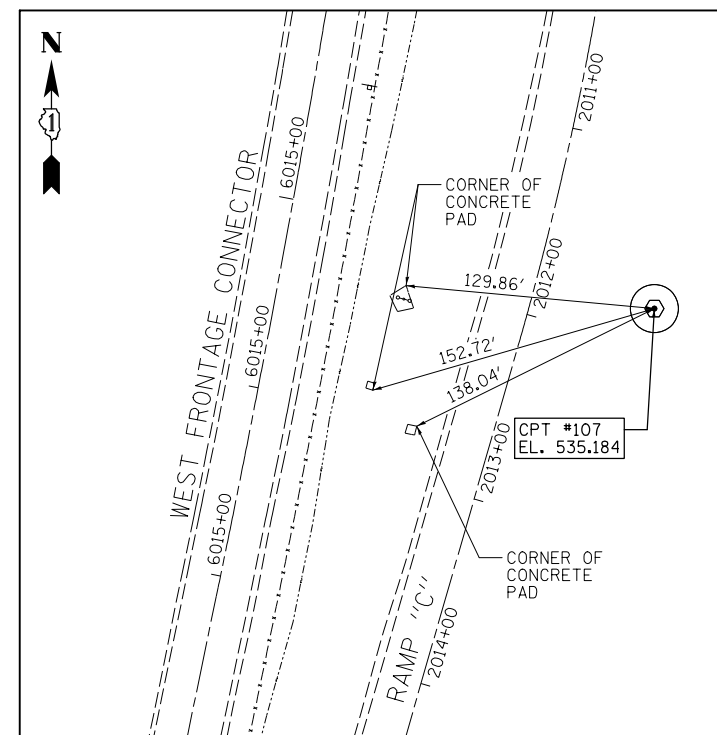 N
1
CORNER OF
CONCRETE
PAD
2011+00
6015+00
WEST FRONTAGE CONNECTOR
129.86'
2012+00
6015+00
152.72'
138.04'
CPT #107
EL. 535.184
2013+00
6015+00
CORNER OF
CONCRETE
PAD
RAMP "C"
2014+00